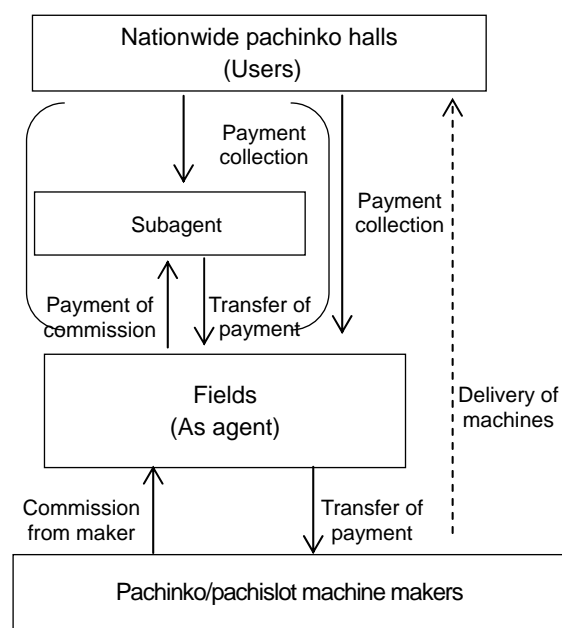 Nationwide pachinko halls
(Users)
Payment
collection
Payment
collection
Subagent
Payment of
commission
Transfer of
payment
Fields
(As agent)
Delivery of
machines
Commission
from maker
Transfer of
payment
Pachinko/pachislot machine makers